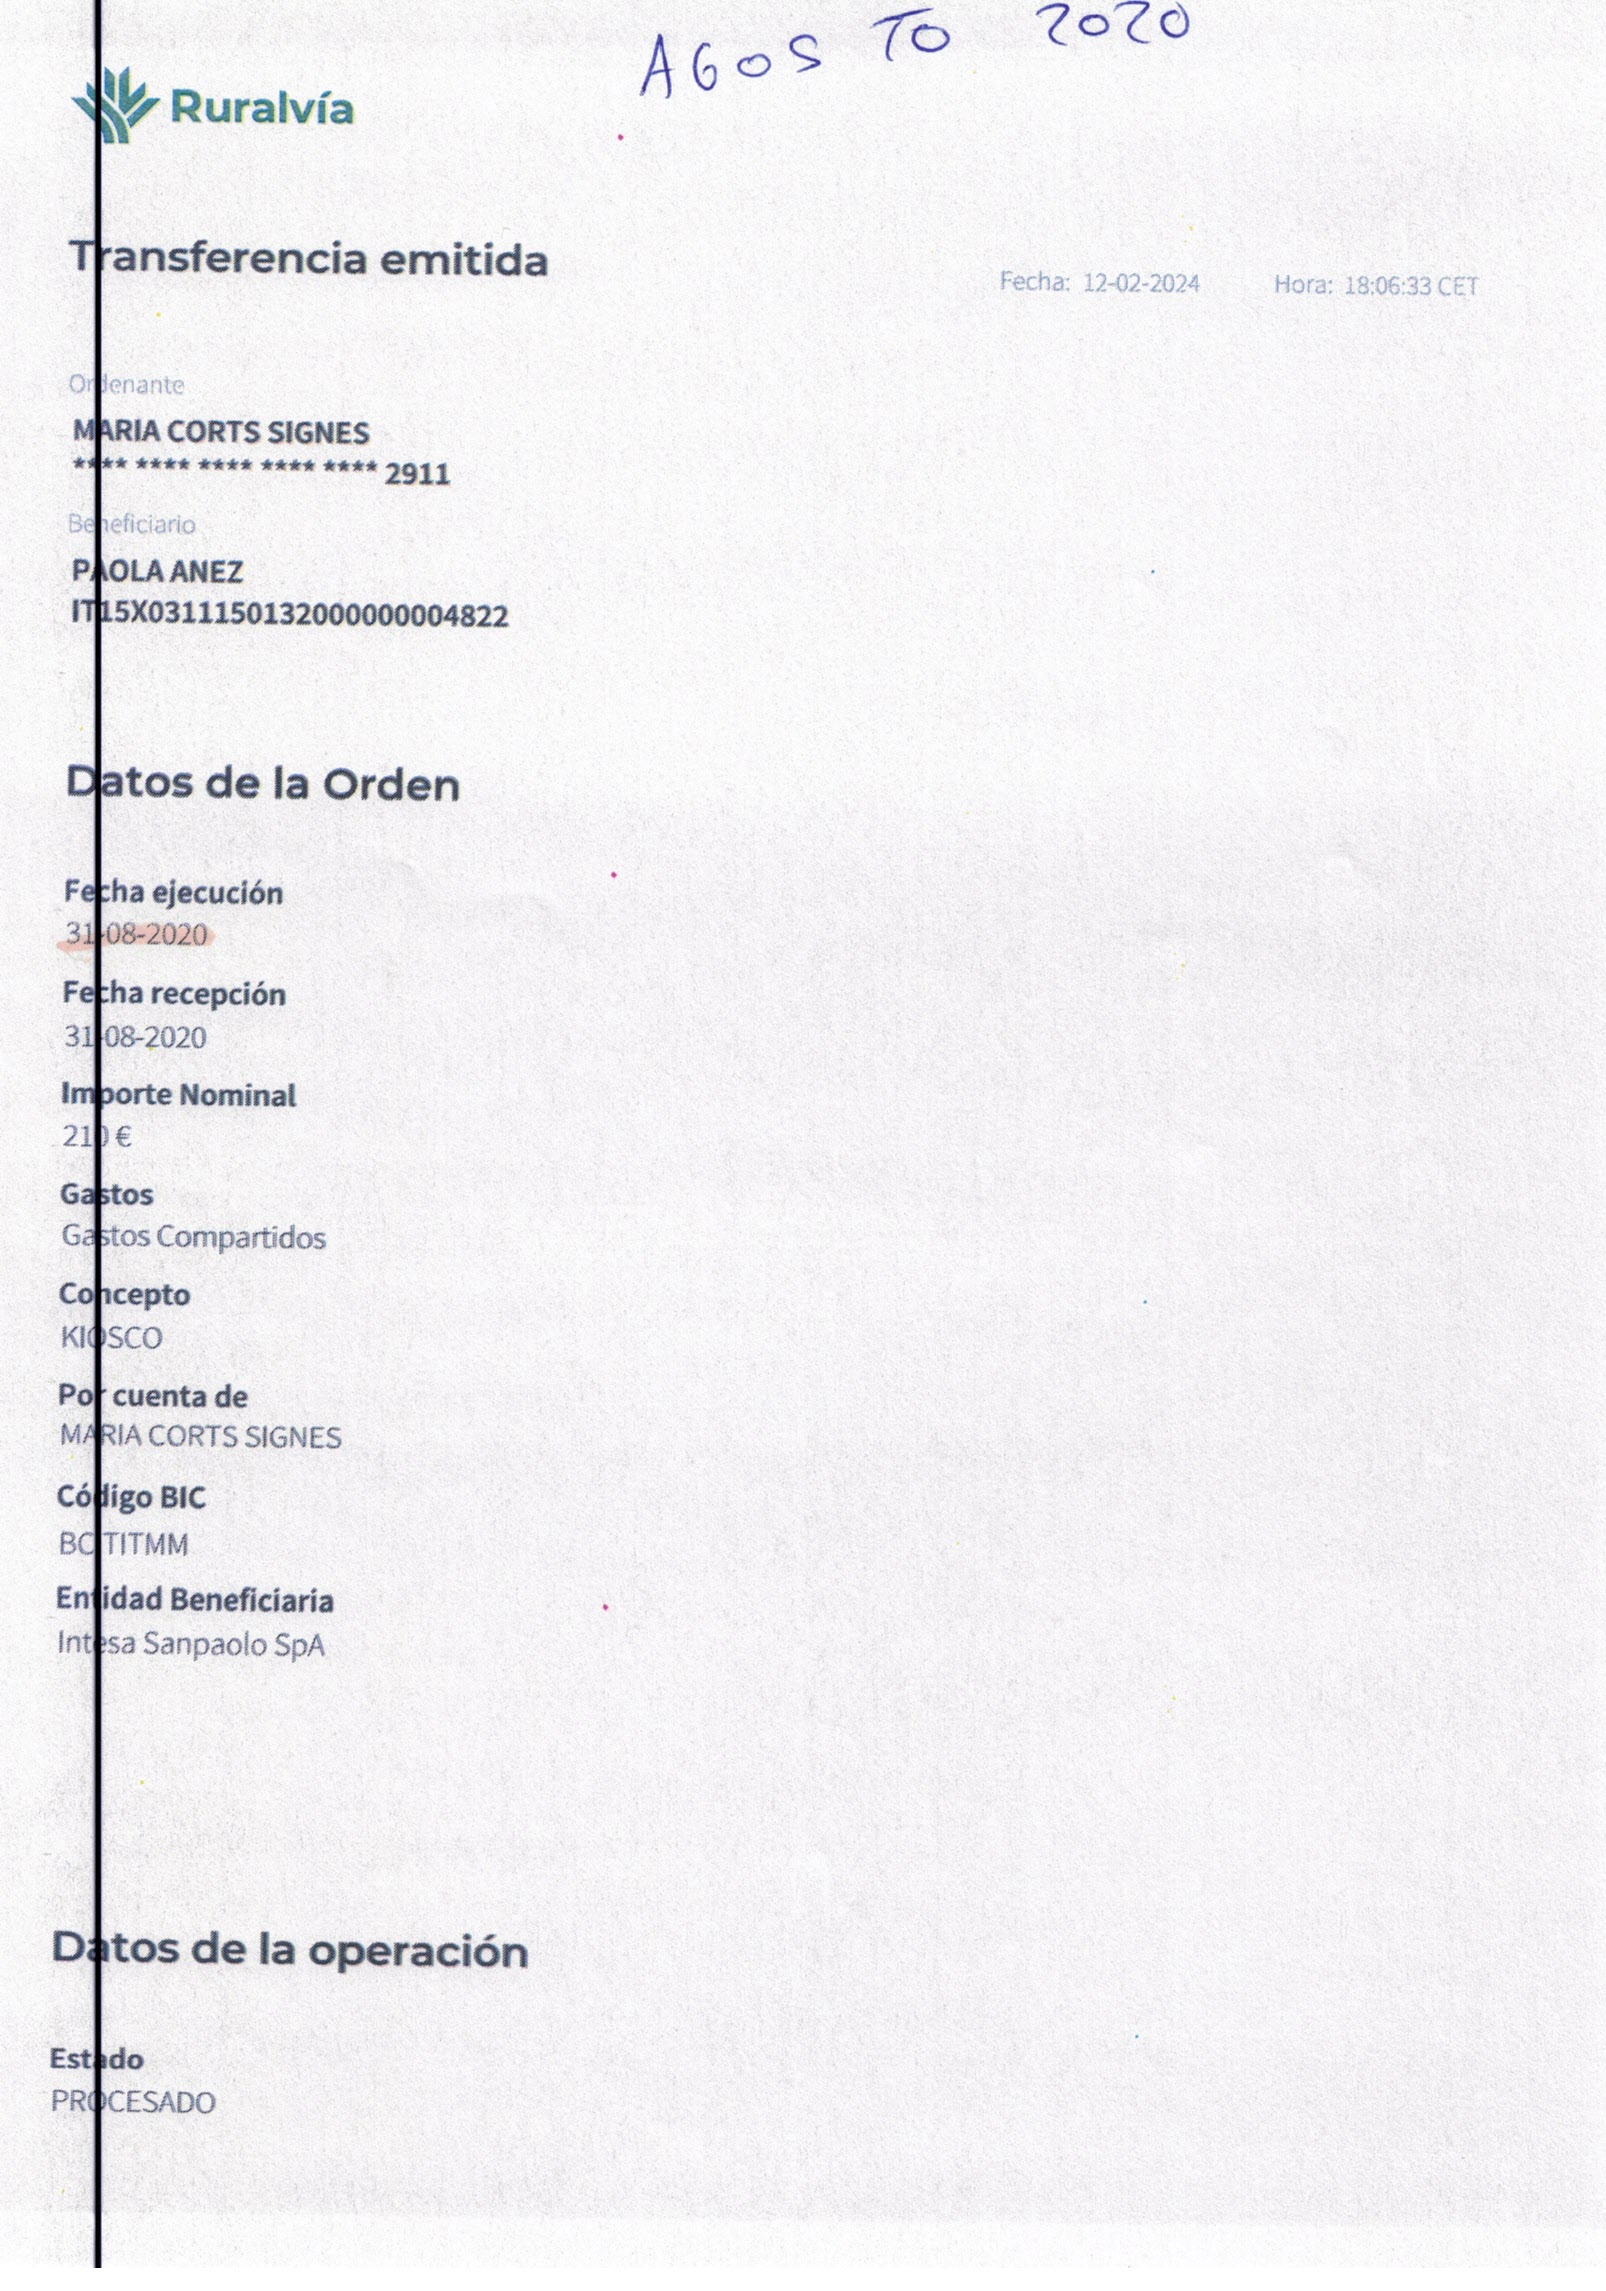 AGOSTO 2020
Ruralvía
Transferencia emitida
Fecha: 12-02-2024 Hora: 18:06:33 CET
Ordenante
MARIA CORTS SIGNES
**** **** **** **** **** 2911
Beneficiario
PAOLA ANEZ
IT15X0311150132000000004822
Datos de la Orden
Fecha ejecución
31-08-2020
Fecha recepción
31-08-2020
Importe Nominal
210 €
Gastos
Gastos Compartidos
Concepto
KIOSCO
Por cuenta de
MARIA CORTS SIGNES
Código BIC
BCITITMM
Entidad Beneficiaria
Intesa Sanpaolo SpA
Datos de la operación
Estado
PROCESADO